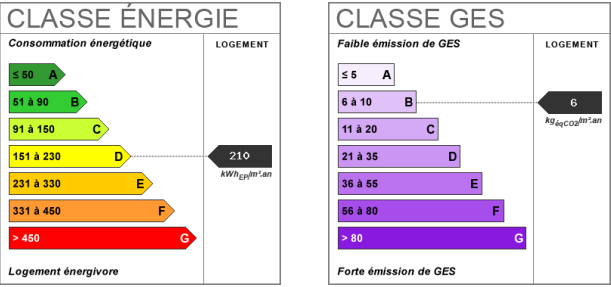 CLASSE ÉNERGIE
Consommation énergétique
LOGEMENT
≤ 50 A
51 à 90 B
91 à 150 C
151 à 230 D
210
kWhEP/m².an
231 à 330 E
331 à 450 F
> 450 G
Logement énergivore
CLASSE GES
Faible émission de GES
LOGEMENT
≤ 5 A
6 à 10 B
6
kgéqCO2/m².an
11 à 20 C
21 à 35 D
36 à 55 E
56 à 80 F
> 80 G
Forte émission de GES